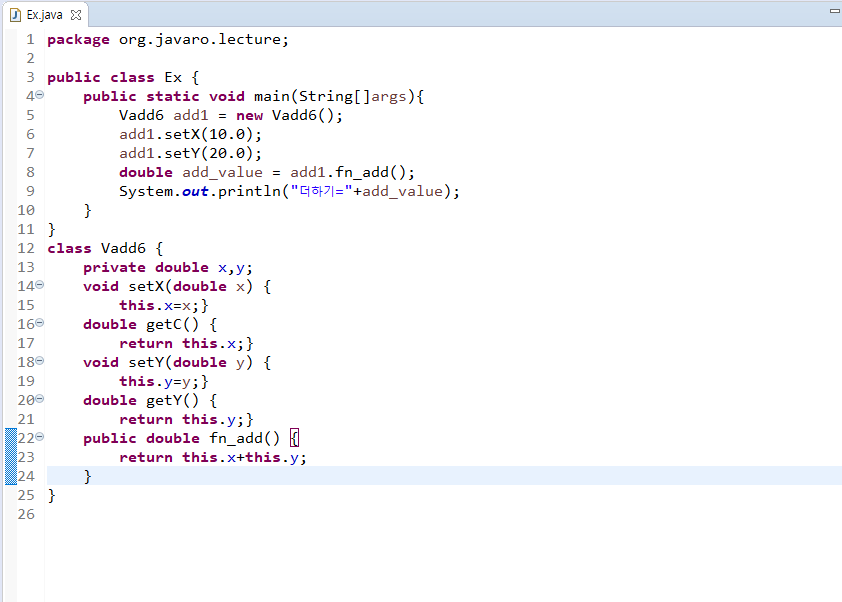 Ex.java
1 package org.javaro.lecture;
2
3 public class Ex {
4 public static void main(String[]args){
5 Vadd6 add1 = new Vadd6();
6 add1.setX(10.0);
7 add1.setY(20.0);
8 double add_value = add1.fn_add();
9 System.out.println("더하기="+add_value);
10 }
11 }
12 class Vadd6 {
13 private double x,y;
14 void setX(double x) {
15 this.x=x;}
16 double getC() {
17 return this.x;}
18 void setY(double y) {
19 this.y=y;}
20 double getY() {
21 return this.y;}
22 public double fn_add() {
23 return this.x+this.y;
24 }
25 }
26